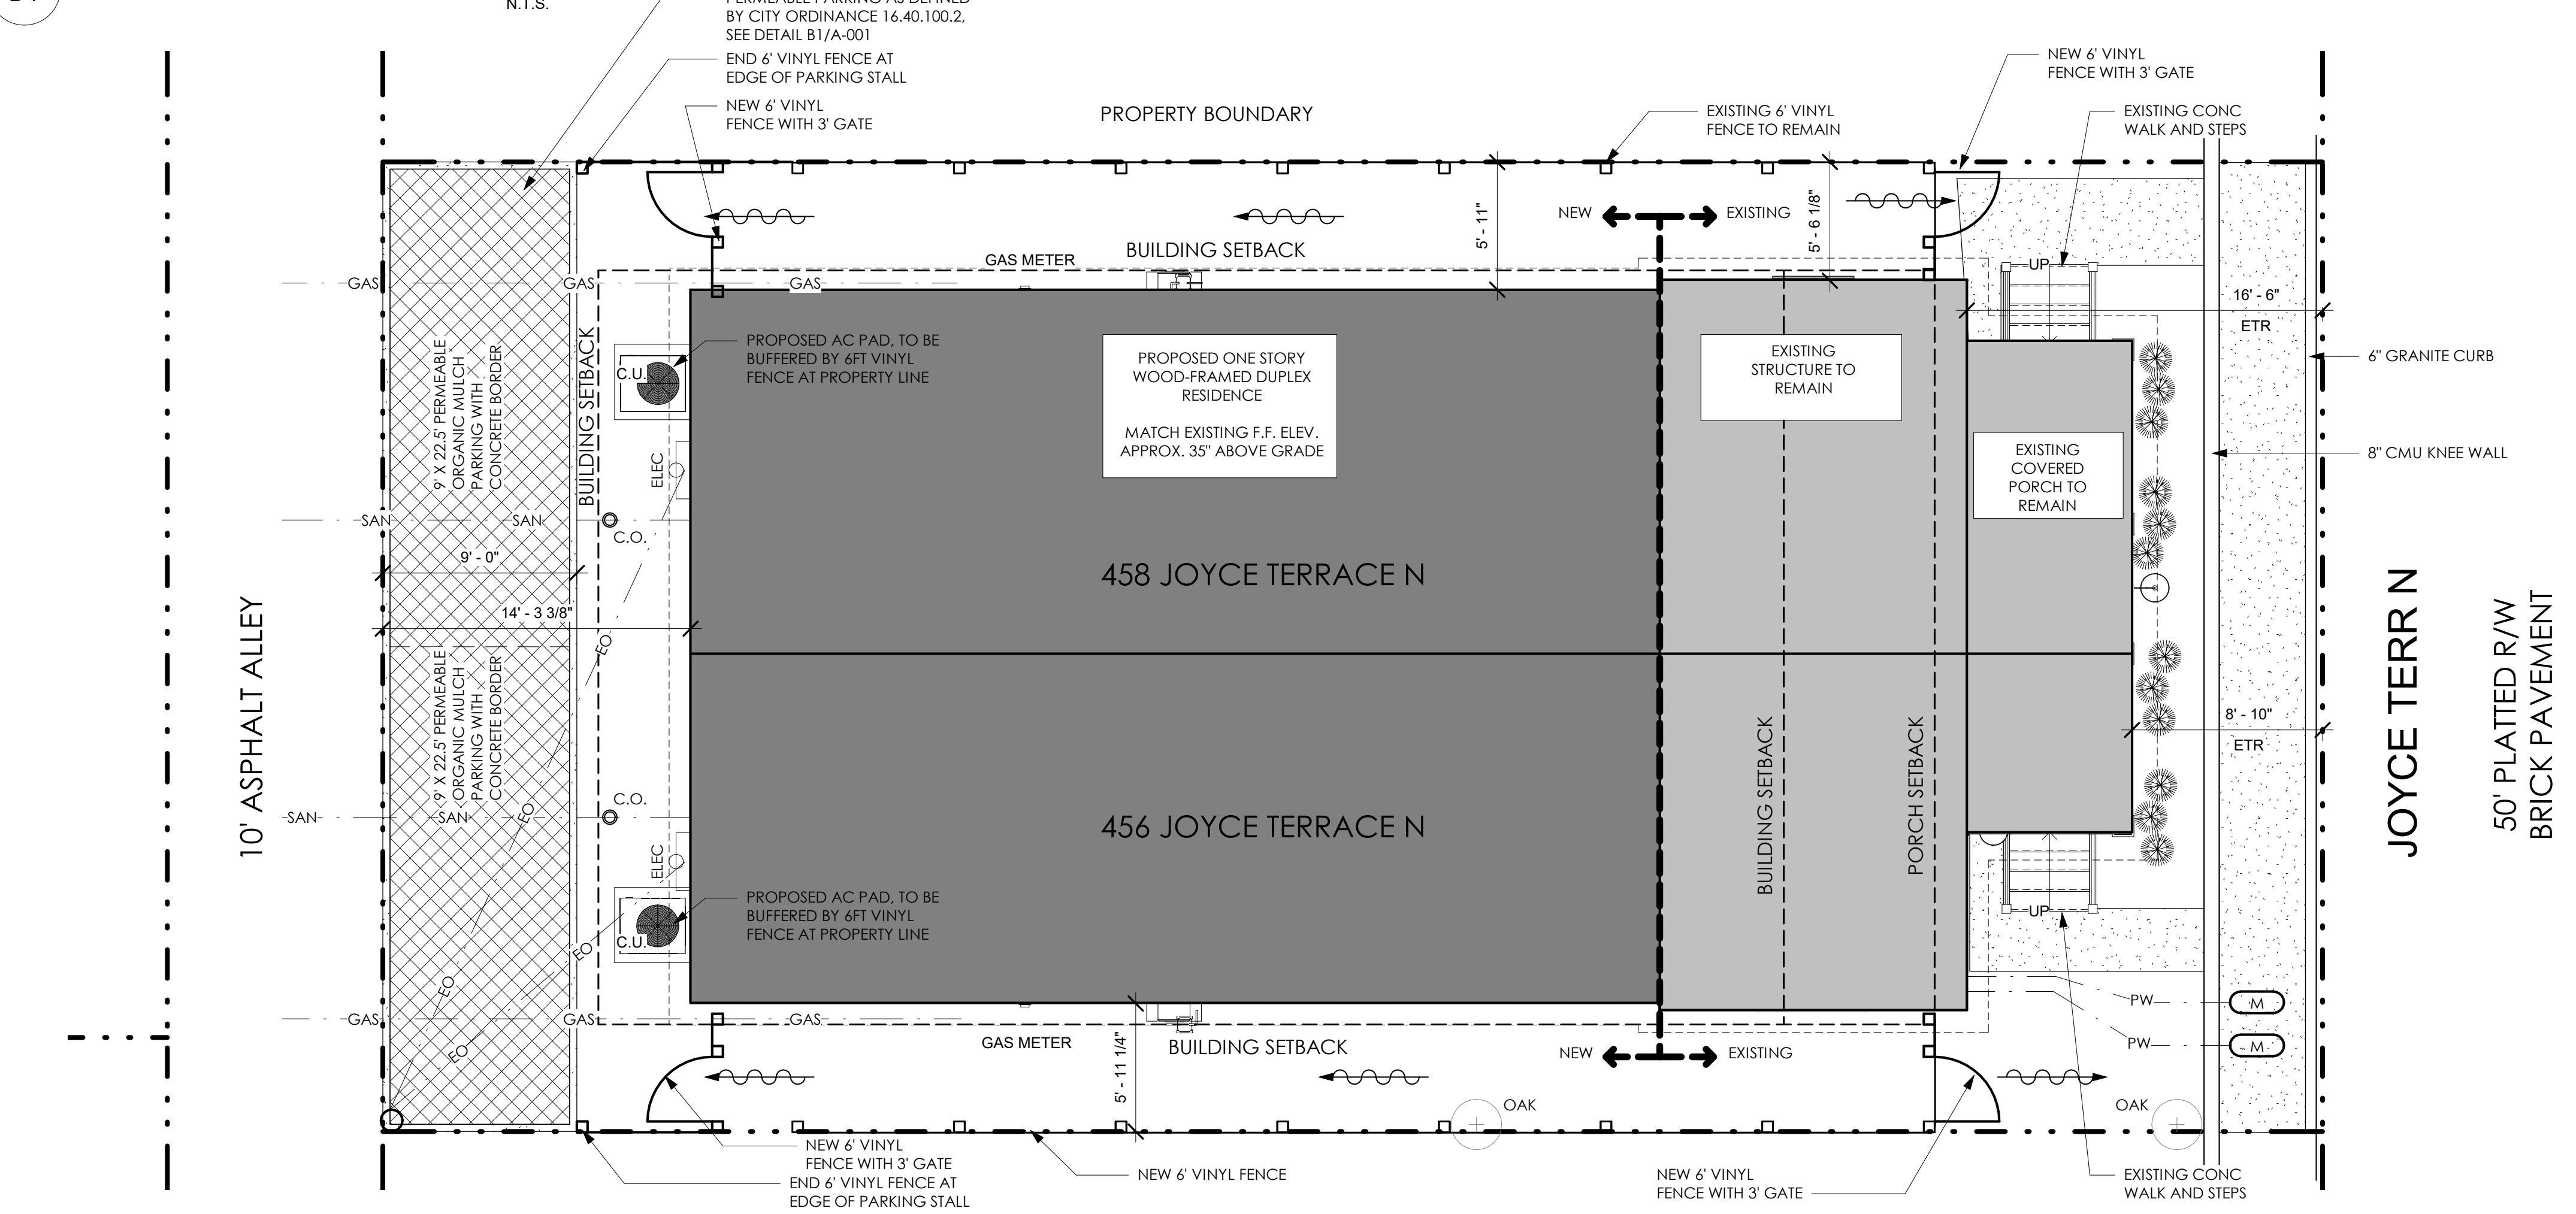 N.T.S.
BY CITY ORDINANCE 16.40.100.2,
SEE DETAIL B1/A-001
END 6' VINYL FENCE AT
EDGE OF PARKING STALL
NEW 6' VINYL
FENCE WITH 3' GATE
PROPERTY BOUNDARY
EXISTING 6' VINYL
FENCE TO REMAIN
NEW 6' VINYL
FENCE WITH 3' GATE
EXISTING CONC
WALK AND STEPS
NEW
EXISTING
5' - 11"
5' - 6 1/8"
BUILDING SETBACK
GAS METER
GAS
GAS
GAS
UP
16' - 6"
ETR
6" GRANITE CURB
8" CMU KNEE WALL
PROPOSED AC PAD, TO BE
BUFFERED BY 6FT VINYL
FENCE AT PROPERTY LINE
C.U.
PROPOSED ONE STORY
WOOD-FRAMED DUPLEX
RESIDENCE
MATCH EXISTING F.F. ELEV.
APPROX. 35" ABOVE GRADE
EXISTING
STRUCTURE TO
REMAIN
EXISTING
COVERED
PORCH TO
REMAIN
9' X 22.5' PERMEABLE
ORGANIC MULCH
PARKING WITH
CONCRETE BORDER
BUILDING SETBACK
ELEC
SAN
SAN
C.O.
9' - 0"
14' - 3 3/8"
EO
458 JOYCE TERRACE N
10' ASPHALT ALLEY
9' X 22.5' PERMEABLE
ORGANIC MULCH
PARKING WITH
CONCRETE BORDER
SAN
SAN
C.O.
ELEC
EO
EO
EO
EO
456 JOYCE TERRACE N
BUILDING SETBACK
PORCH SETBACK
8' - 10"
ETR
JOYCE TERR N
50' PLATTED R/W
BRICK PAVEMENT
PROPOSED AC PAD, TO BE
BUFFERED BY 6FT VINYL
FENCE AT PROPERTY LINE
C.U.
UP
GAS
GAS
GAS
GAS METER
BUILDING SETBACK
5' - 11 1/4"
NEW
EXISTING
PW
M
PW
M
OAK
OAK
NEW 6' VINYL
FENCE WITH 3' GATE
END 6' VINYL FENCE AT
EDGE OF PARKING STALL
NEW 6' VINYL FENCE
NEW 6' VINYL
FENCE WITH 3' GATE
EXISTING CONC
WALK AND STEPS